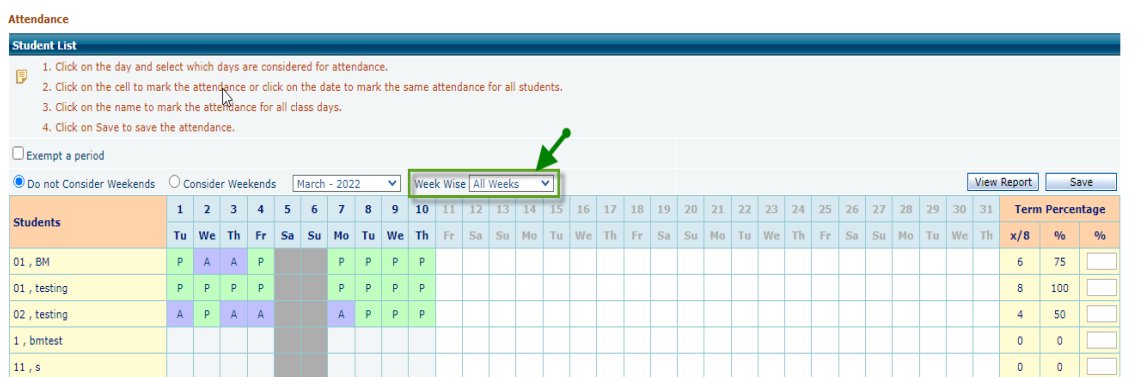 Attendance
Student List
1. Click on the day and select which days are considered for attendance.
2. Click on the cell to mark the attendance or click on the date to mark the same attendance for all students.
3. Click on the name to mark the attendance for all class days.
4. Click on Save to save the attendance.
Exempt a period
Do not Consider Weekends Consider Weekends March - 2022 Week Wise All Weeks View Report Save
Students 1 2 3 4 5 6 7 8 9 10 11 12 13 14 15 16 17 18 19 20 21 22 23 24 25 26 27 28 29 30 31 Term Percentage
Tu We Th Fr Sa Su Mo Tu We Th Fr Sa Su Mo Tu We Th Fr Sa Su Mo Tu We Th Fr Sa Su Mo Tu We Th x/8 % %
01 , BM P A A P P P P P 6 75
01 , testing P P P P P P P P 8 100
02 , testing A P A A A P P P 4 50
1 , bmtest 0 0
11 , s 0 0